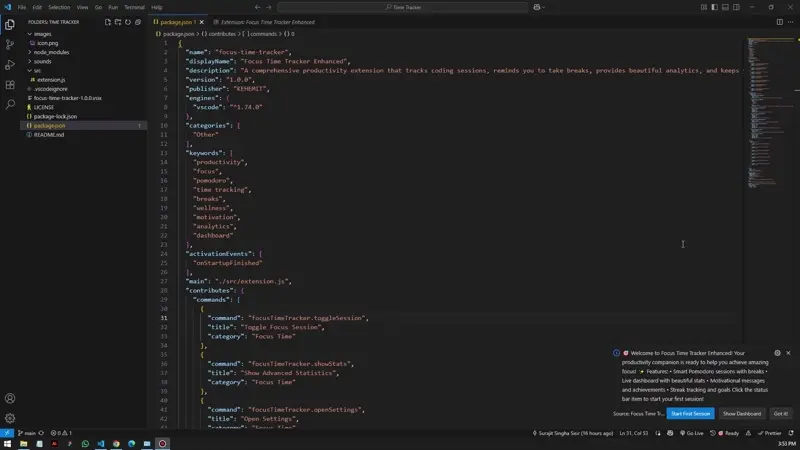 File Edit Selection View Go Run Terminal Help
Time Tracker
FOLDERS: TIME TRACKER
images
icon.png
node_modules
sounds
src
extension.js
.vscodeignore
focus-time-tracker-1.0.0.vsix
LICENSE
package-lock.json
package.json 1
README.md
package.json 1
Extension: Focus Time Tracker Enhanced
package.json > contributes > commands > 0
1 {
2 "name": "focus-time-tracker",
3 "displayName": "Focus Time Tracker Enhanced",
4 "description": "A comprehensive productivity extension that tracks coding sessions, reminds you to take breaks, provides beautiful analytics, and keeps
5 "version": "1.0.0",
6 "publisher": "KEHEMIT",
7 "engines": {
8 "vscode": "^1.74.0"
9 },
10 "categories": [
11 "Other"
12 ],
13 "keywords": [
14 "productivity",
15 "focus",
16 "pomodoro",
17 "time tracking",
18 "breaks",
19 "wellness",
20 "motivation",
21 "analytics",
22 "dashboard"
23 ],
24 "activationEvents": [
25 "onStartupFinished"
26 ],
27 "main": "./src/extension.js",
28 "contributes": {
29 "commands": [
30 {
31 "command": "focusTimeTracker.toggleSession",
32 "title": "Toggle Focus Session",
33 "category": "Focus Time"
34 },
35 {
36 "command": "focusTimeTracker.showStats",
37 "title": "Show Advanced Statistics",
38 "category": "Focus Time"
39 },
40 {
41 "command": "focusTimeTracker.openSettings",
42 "title": "Open Settings",
"category": "Focus Time"
Welcome to Focus Time Tracker Enhanced! Your
productivity companion is ready to help you achieve amazing
focus! ✨ Features: • Smart Pomodoro sessions with breaks •
Live dashboard with beautiful stats • Motivational messages
and achievements • Streak tracking and goals Click the status
bar item to start your first session!
Source: Focus Time Tr... Start First Session Show Dashboard Got it!
main 0 1 Surajit Singha Sisir (16 hours ago) Ln 31, Col 53 Go Live Ready Prettier
3:51 PM